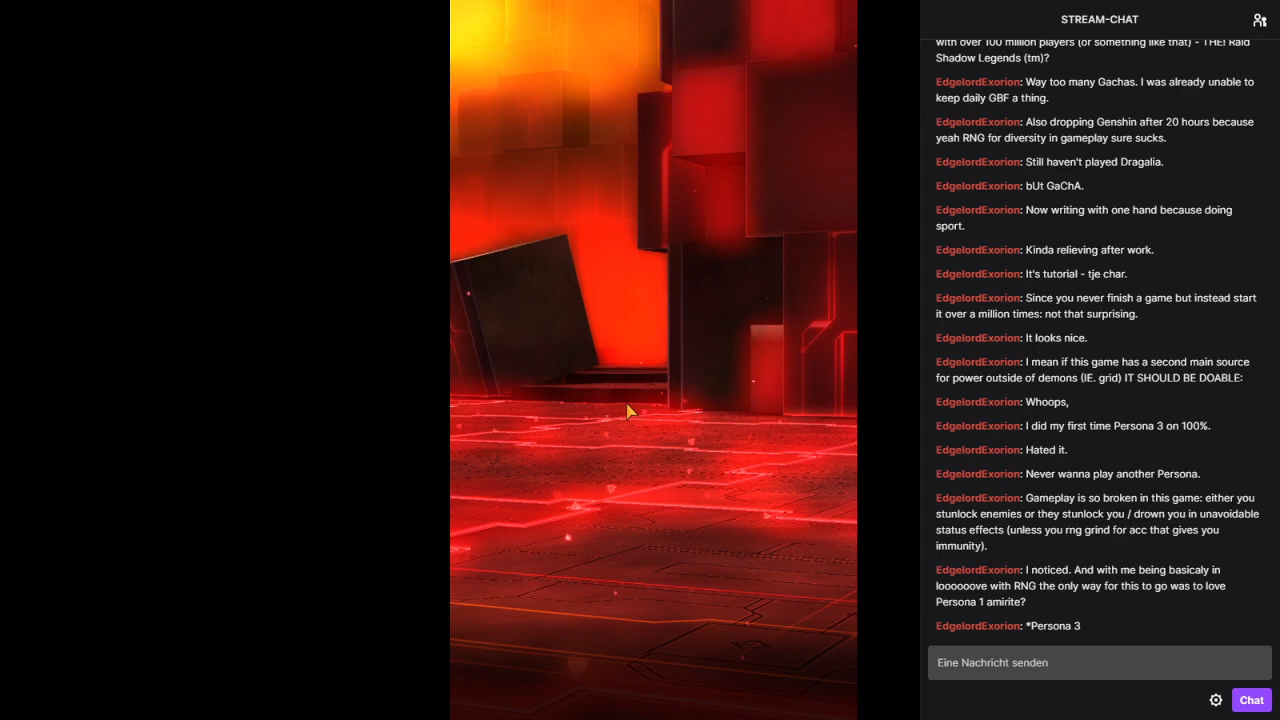 STREAM-CHAT
with over 100 million players (or something like that) - THE! Raid
Shadow Legends (tm)?
EdgelordExorion: Way too many Gachas. I was already unable to
keep daily GBF a thing.
EdgelordExorion: Also dropping Genshin after 20 hours because
yeah RNG for diversity in gameplay sure sucks.
EdgelordExorion: Still haven't played Dragalia.
EdgelordExorion: bUt GaChA.
EdgelordExorion: Now writing with one hand because doing
sport.
EdgelordExorion: Kinda relieving after work.
EdgelordExorion: It's tutorial - tje char.
EdgelordExorion: Since you never finish a game but instead start
it over a million times: not that surprising.
EdgelordExorion: It looks nice.
EdgelordExorion: I mean if this game has a second main source
for power outside of demons (IE. grid) IT SHOULD BE DOABLE:
EdgelordExorion: Whoops,
EdgelordExorion: I did my first time Persona 3 on 100%.
EdgelordExorion: Hated it.
EdgelordExorion: Never wanna play another Persona.
EdgelordExorion: Gameplay is so broken in this game: either you
stunlock enemies or they stunlock you / drown you in unavoidable
status effects (unless you rng grind for acc that gives you
immunity).
EdgelordExorion: I noticed. And with me being basicaly in
loooooove with RNG the only way for this to go was to love
Persona 1 amirite?
EdgelordExorion: *Persona 3
Eine Nachricht senden
Chat